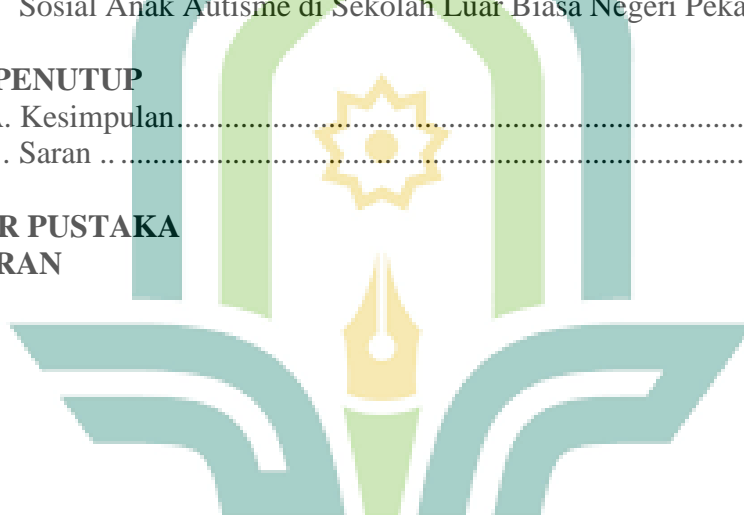 Sosial Anak Autisme di Sekolah Luar Biasa Negeri Peka
PENUTUP
. Kesimpulan........................................................................................
. Saran .. ..............................................................................................
R PUSTAKA
RAN